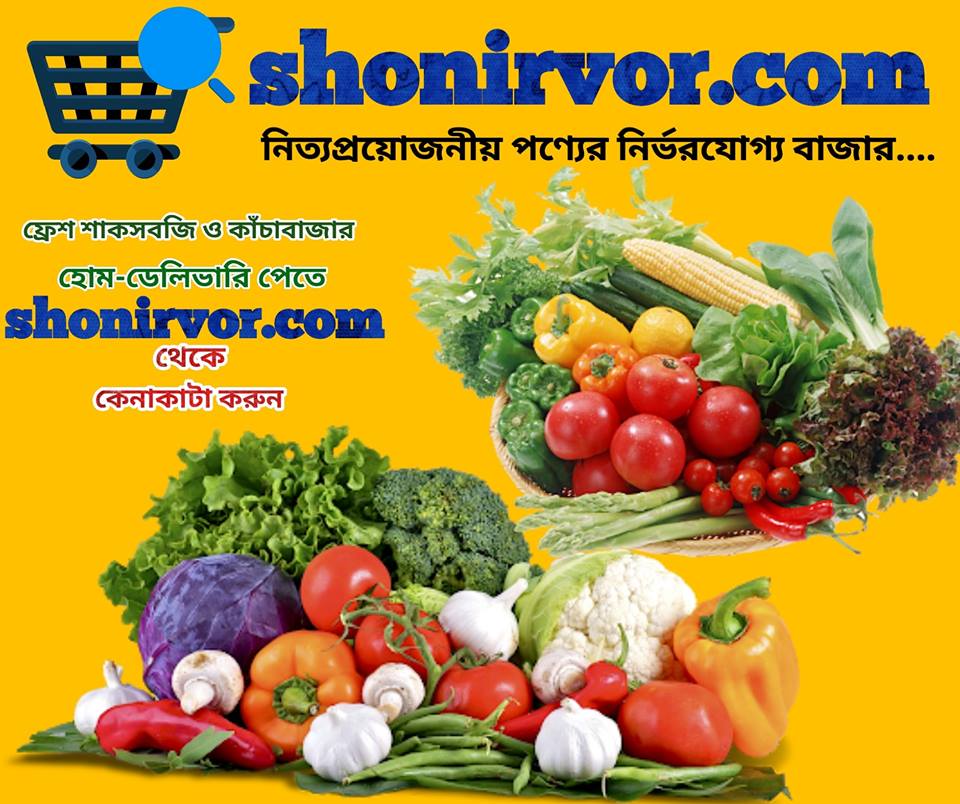 shonirvor.com
নিত্যপ্রয়োজনীয় পণ্যের নির্ভরযোগ্য বাজার....
ফ্রেশ শাকসবজি ও কাঁচাবাজার
হোম-ডেলিভারি পেতে
shonirvor.com
থেকে
কেনাকাটা করুন